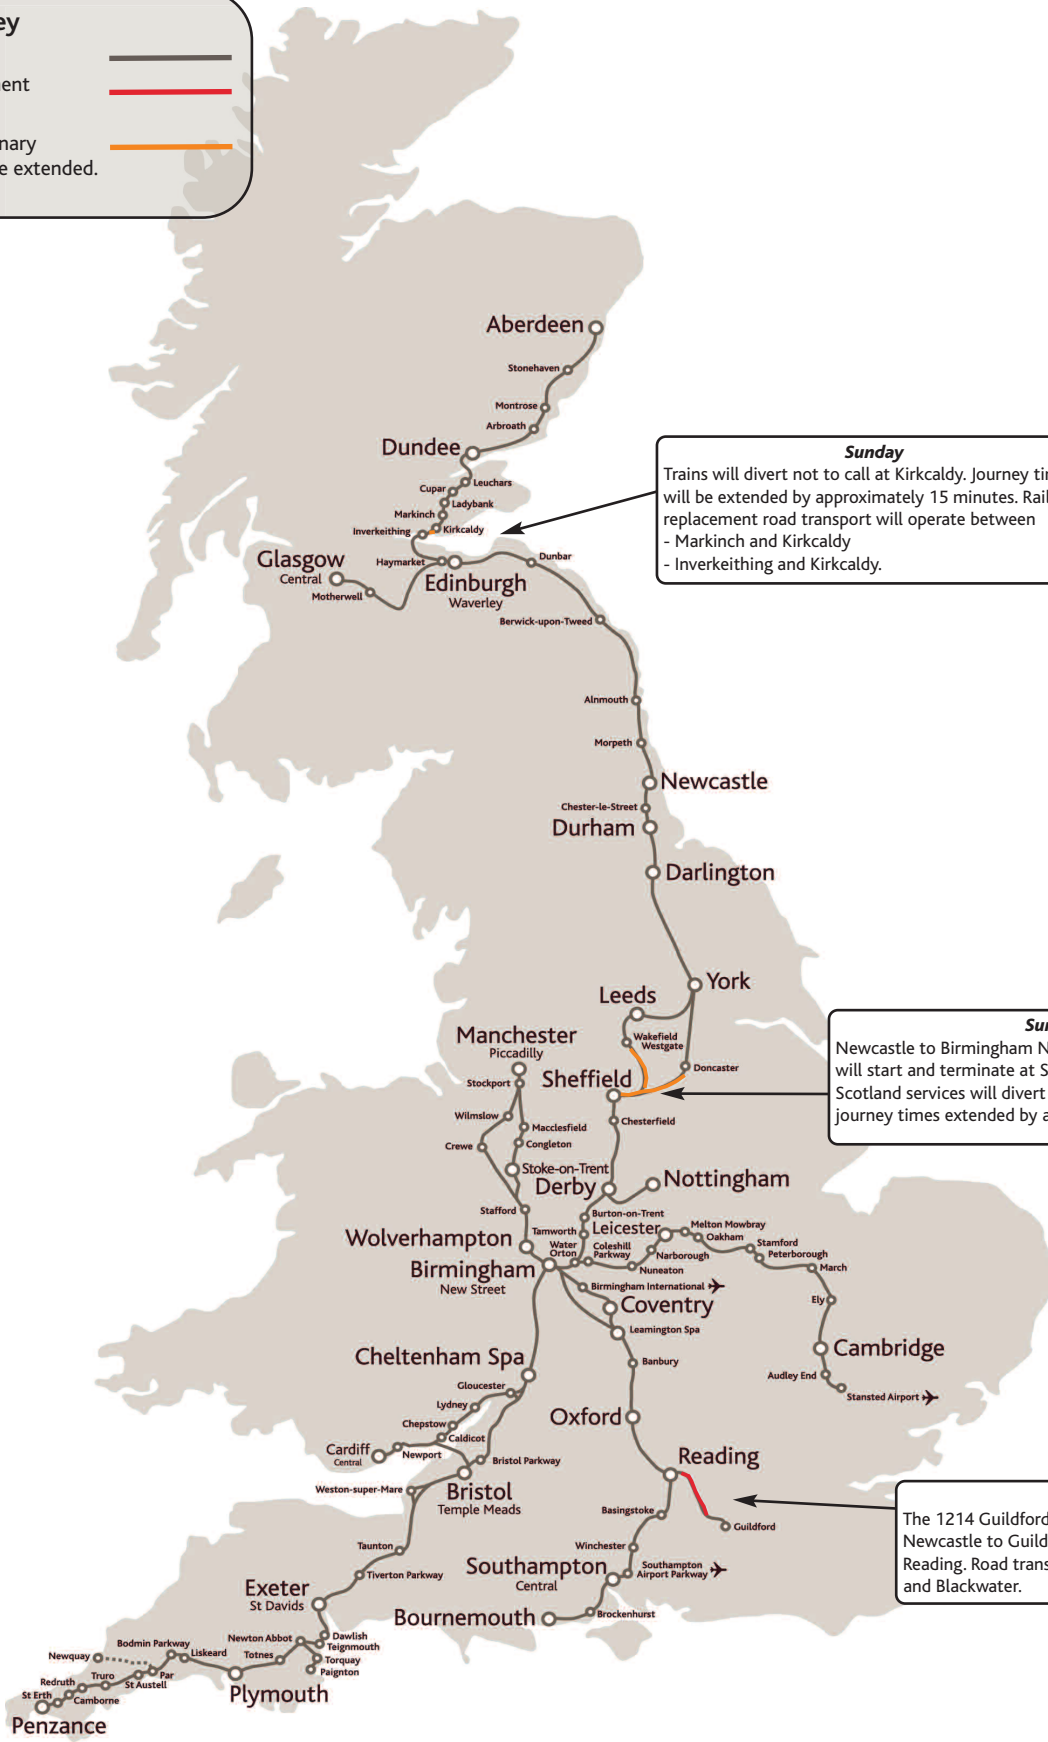 Aberdeen
Stonehaven
Montrose
Arbroath
Dundee
Leuchars
Cupar
Ladybank
Markinch
Kirkcaldy
Inverkeithing
Glasgow
Central
Motherwell
Haymarket
Edinburgh
Waverley
Dunbar
Berwick-upon-Tweed
Alnmouth
Morpeth
Newcastle
Chester-le-Street
Durham
Darlington
York
Leeds
Wakefield
Westgate
Doncaster
Manchester
Piccadilly
Stockport
Sheffield
Chesterfield
Wilmslow
Macclesfield
Crewe
Congleton
Stoke-on-Trent
Derby
Nottingham
Stafford
Burton-on-Trent
Tamworth
Leicester
Melton Mowbray
Oakham
Stamford
Peterborough
March
Wolverhampton
Water
Orton
Coleshill
Parkway
Narborough
Nuneaton
Birmingham
New Street
Birmingham International
Ely
Coventry
Leamington Spa
Cambridge
Banbury
Audley End
Stansted Airport
Cheltenham Spa
Gloucester
Lydney
Chepstow
Caldicot
Cardiff
Central
Newport
Bristol Parkway
Oxford
Reading
Weston-super-Mare
Bristol
Temple Meads
Basingstoke
Guildford
Winchester
Taunton
Tiverton Parkway
Southampton
Central
Southampton
Airport Parkway
Exeter
St Davids
Bournemouth
Brockenhurst
Dawlish
Teignmouth
Newton Abbot
Torquay
Paignton
Totnes
Bodmin Parkway
Liskeard
Newquay
Plymouth
Par
St Austell
Truro
Redruth
Camborne
St Erth
Penzance
Sunday
Trains will divert not to call at Kirkcaldy. Journey
will be extended by approximately 15 minutes. Rail
replacement road transport will operate between
- Markinch and Kirkcaldy
- Inverkeithing and Kirkcaldy.
Newcastle to Birmingham
will start and terminate at
Scotland services will divert
journey times extended by
The 1214 Guildford
Newcastle to
Reading. Road
and Blackwater.
e extended.